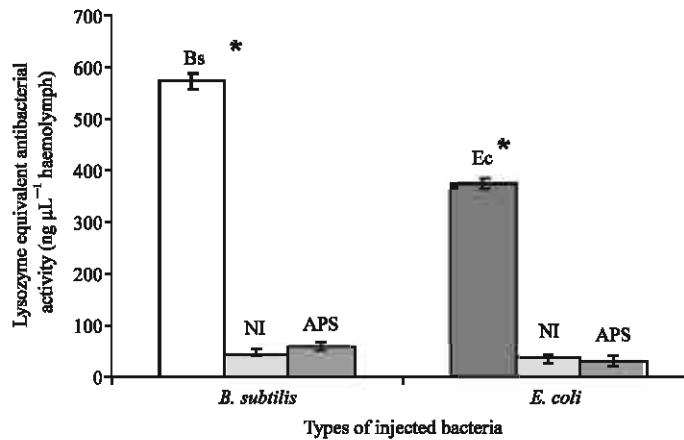 Lysozyme equivalent antibacterial
activity (ng μL⁻¹ haemolymph)
700
600
500
400
300
200
100
0
Bs
*
NI
APS
Ec
*
NI
APS
B. subtilis
E. coli
Types of injected bacteria